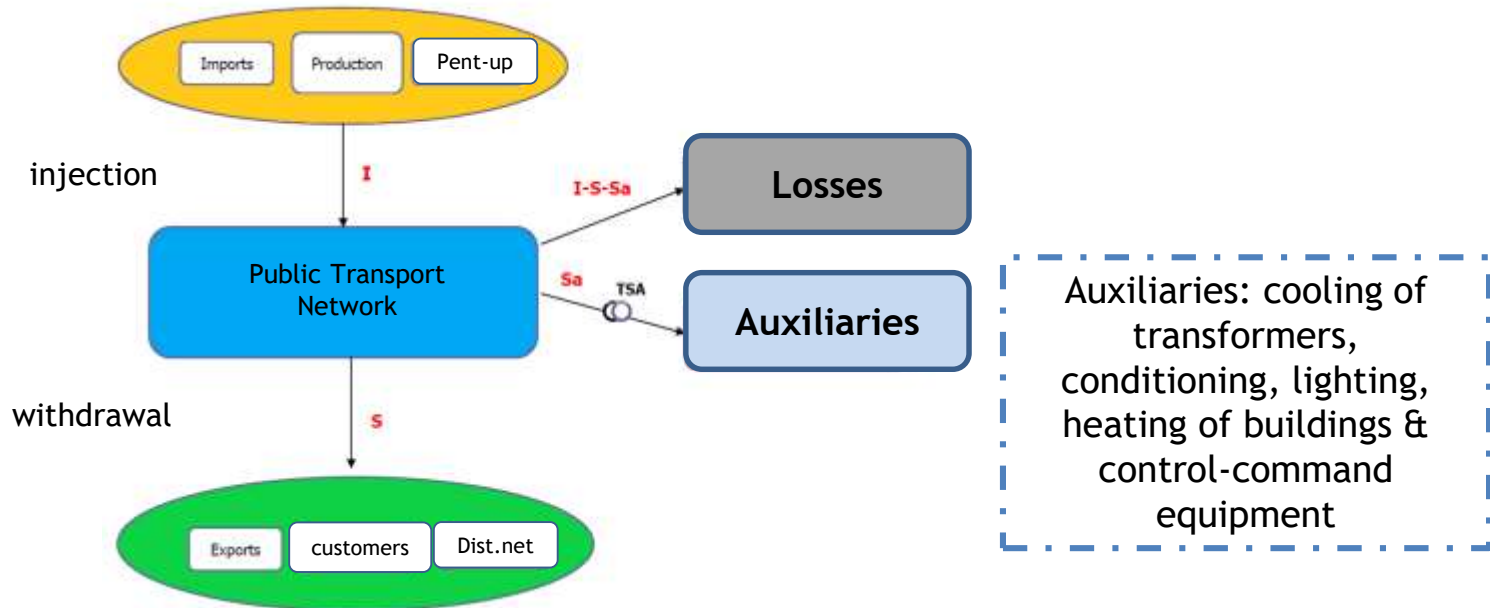 Imports
Production
Pent-up
injection
I
I-S-Sa
Losses
Public Transport
Network
Sa
TSA
Auxiliaries
Auxiliaries: cooling of
transformers,
conditioning, lighting,
heating of buildings &
control-command
equipment
withdrawal
S
Exports
customers
Dist.net